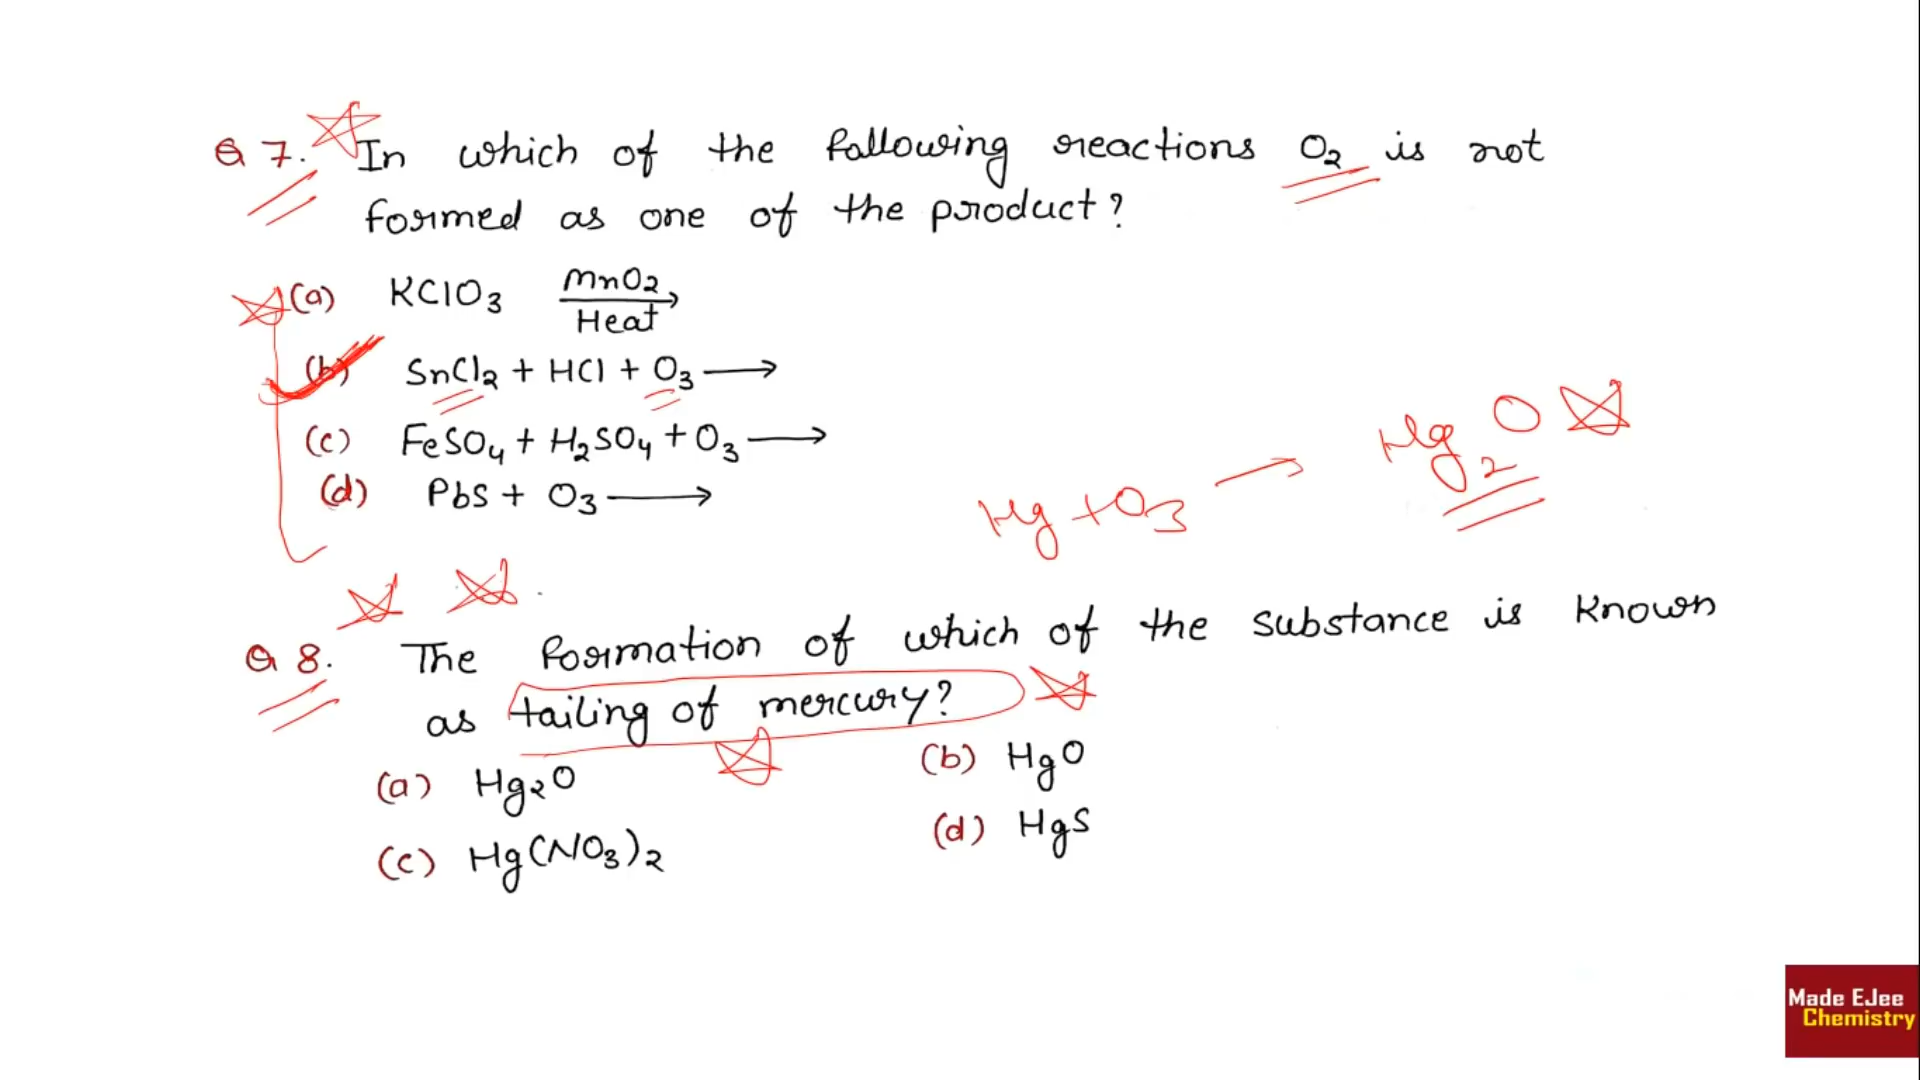 Q 7. In which of the following reactions O2 is not
formed as one of the product?
(a) KClO3 MnO2
Heat
(b) SnCl2 + HCl + O3 →
(c) FeSO4 + H2SO4 + O3 →
(d) PbS + O3 →
Hg + O3 → Hg2O
Q 8. The formation of which of the substance is known
as tailing of mercury?
(a) Hg2O (b) HgO
(c) Hg(NO3)2 (d) HgS
Made EJee
Chemistry